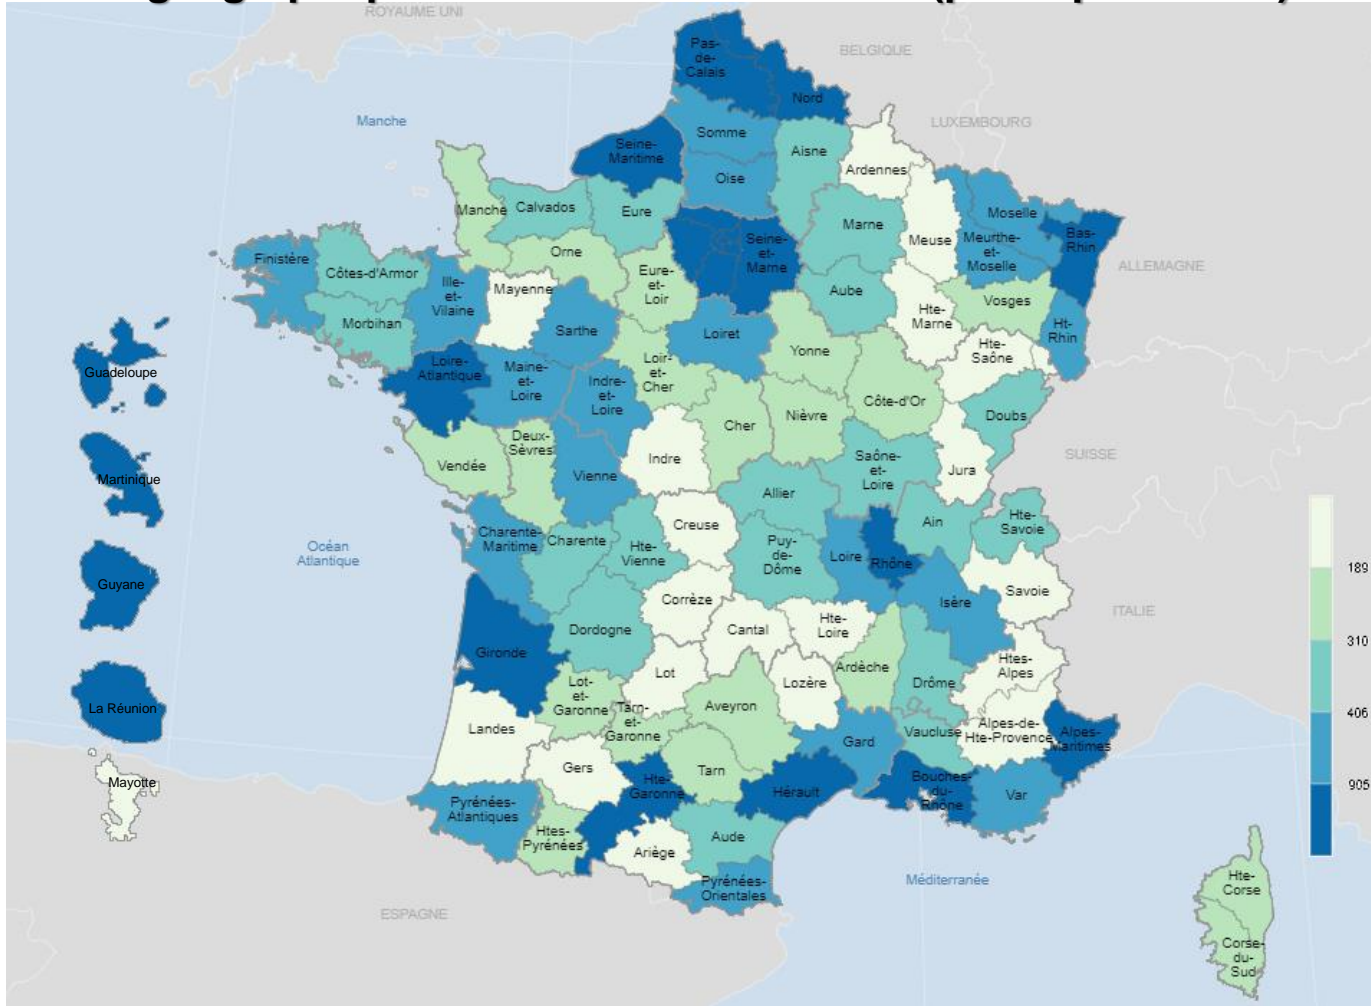 ROYAUME UNI
BELGIQUE
LUXEMBOURG
ALLEMAGNE
SUISSE
ITALIE
ESPAGNE
Manche
Océan
Atlantique
Méditerranée
Pas-
de-
Calais
Nord
Somme
Seine-
Maritime
Oise
Aisne
Ardennes
Manche
Calvados
Eure
Orne
Eure-
et-
Loir
Seine-
et-
Marne
Marne
Meuse
Moselle
Meurthe-
et-
Moselle
Bas-
Rhin
Ht-
Rhin
Vosges
Hte-
Marne
Aube
Finistère
Côtes-d'Armor
Morbihan
Ille-
et-
Vilaine
Mayenne
Sarthe
Loiret
Yonne
Hte-
Saône
Loire-
Atlantique
Maine-
et-
Loire
Indre-
et-
Loire
Loir-
et-
Cher
Cher
Nièvre
Côte-d'Or
Doubs
Jura
Vendée
Deux-
Sèvres
Vienne
Indre
Allier
Saône-
et-
Loire
Ain
Hte-
Savoie
Charente-
Maritime
Charente
Hte-
Vienne
Creuse
Puy-
de-
Dôme
Loire
Rhône
Isère
Savoie
Corrèze
Dordogne
Gironde
Cantal
Hte-
Loire
Ardèche
Drôme
Htes-
Alpes
Lot
Lot-
et-
Garonne
Tarn-
et-
Garonne
Aveyron
Lozère
Gard
Vaucluse
Alpes-de-
Hte-Provence
Alpes-
Maritimes
Landes
Gers
Tarn
Hte-
Garonne
Hérault
Bouches-
du-
Rhône
Var
Pyrénées-
Atlantiques
Htes-
Pyrénées
Ariège
Aude
Pyrénées-
Orientales
Hte-
Corse
Corse-
du-
Sud
Guadeloupe
Martinique
Guyane
La Réunion
Mayotte
189
310
406
905